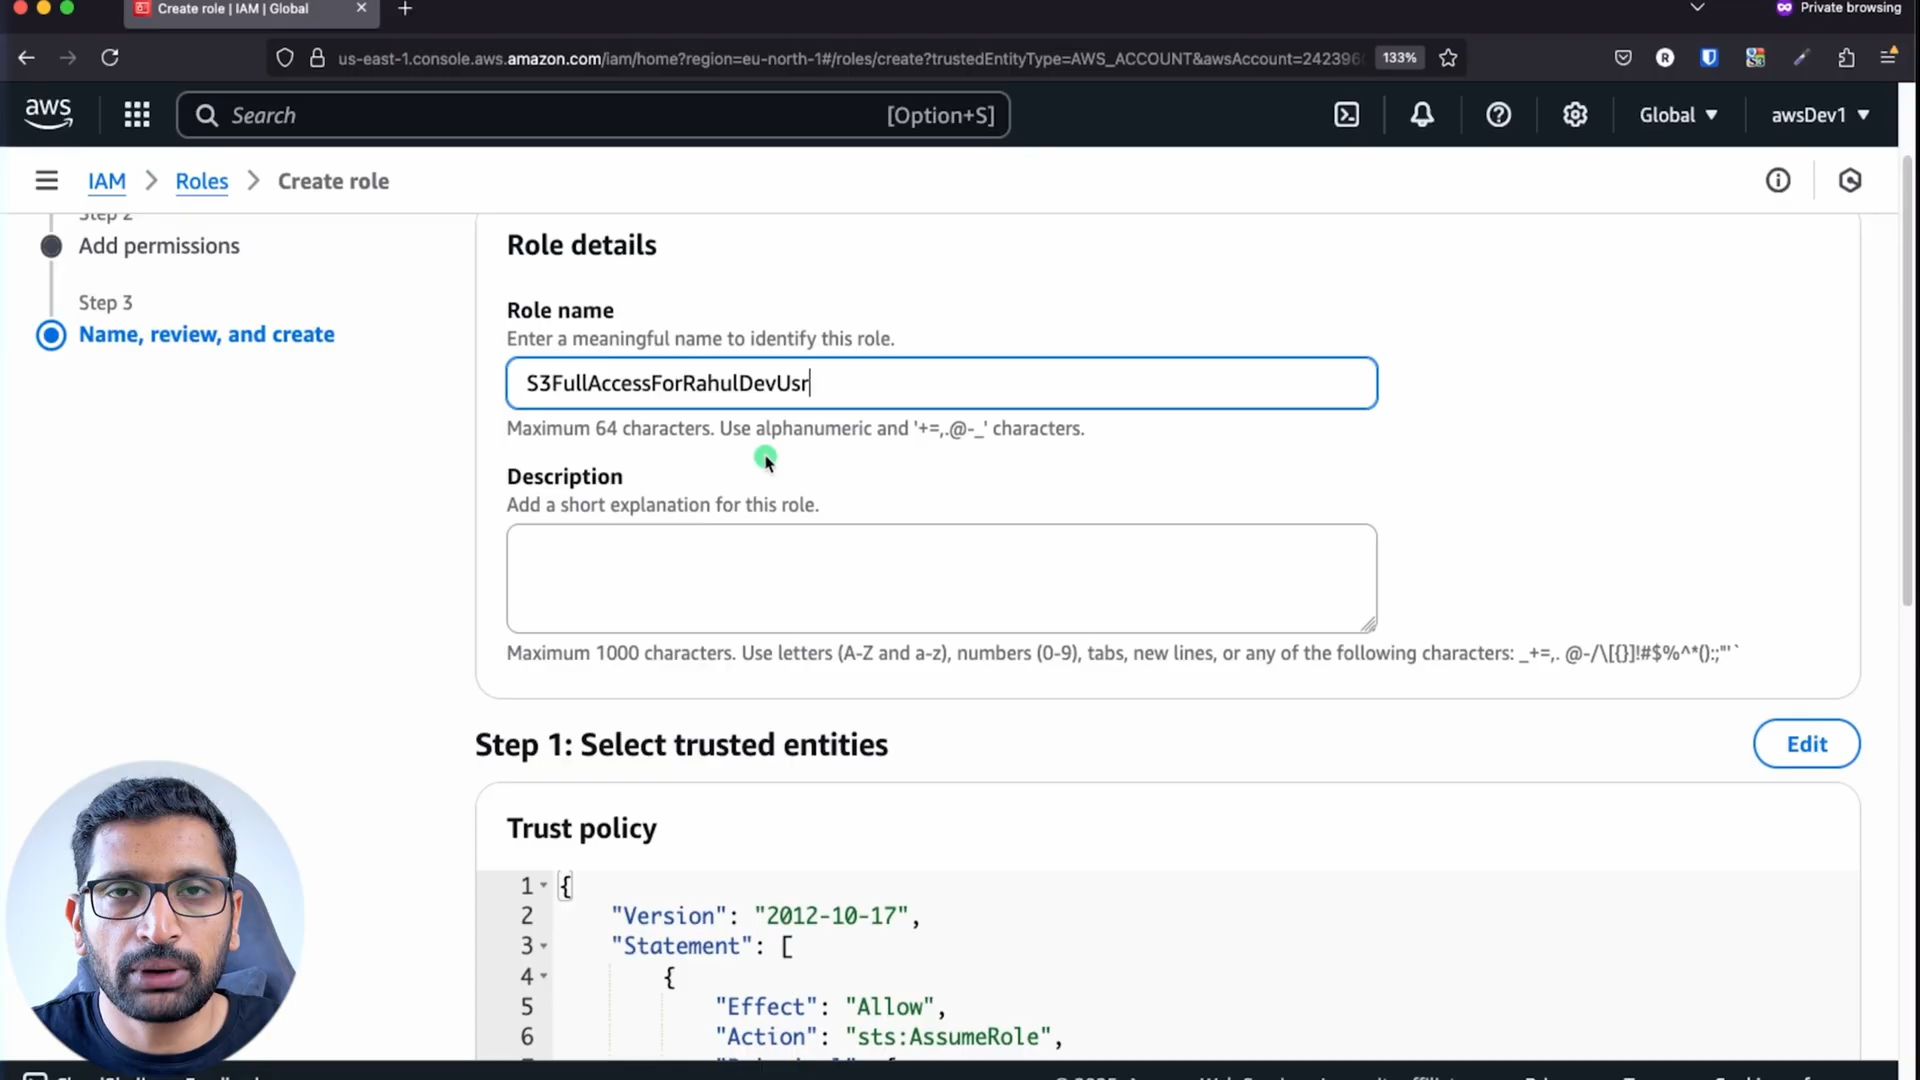 Create role | IAM | Global
Private browsing
us-east-1.console.aws.amazon.com/iam/home?region=eu-north-1#/roles/create?trustedEntityType=AWS_ACCOUNT&awsAccount=242396
133%
aws
Search
[Option+S]
Global
awsDev1
IAM > Roles > Create role
Step 2
Add permissions
Step 3
Name, review, and create
Role details
Role name
Enter a meaningful name to identify this role.
S3FullAccessForRahulDevUsr
Maximum 64 characters. Use alphanumeric and '+=,.@-_' characters.
Description
Add a short explanation for this role.
Maximum 1000 characters. Use letters (A-Z and a-z), numbers (0-9), tabs, new lines, or any of the following characters: _+=,. @-/\[{}]!#$%^*();:"'`
Step 1: Select trusted entities
Edit
Trust policy
1 {
2 "Version": "2012-10-17",
3 "Statement": [
4 {
5 "Effect": "Allow",
6 "Action": "sts:AssumeRole",